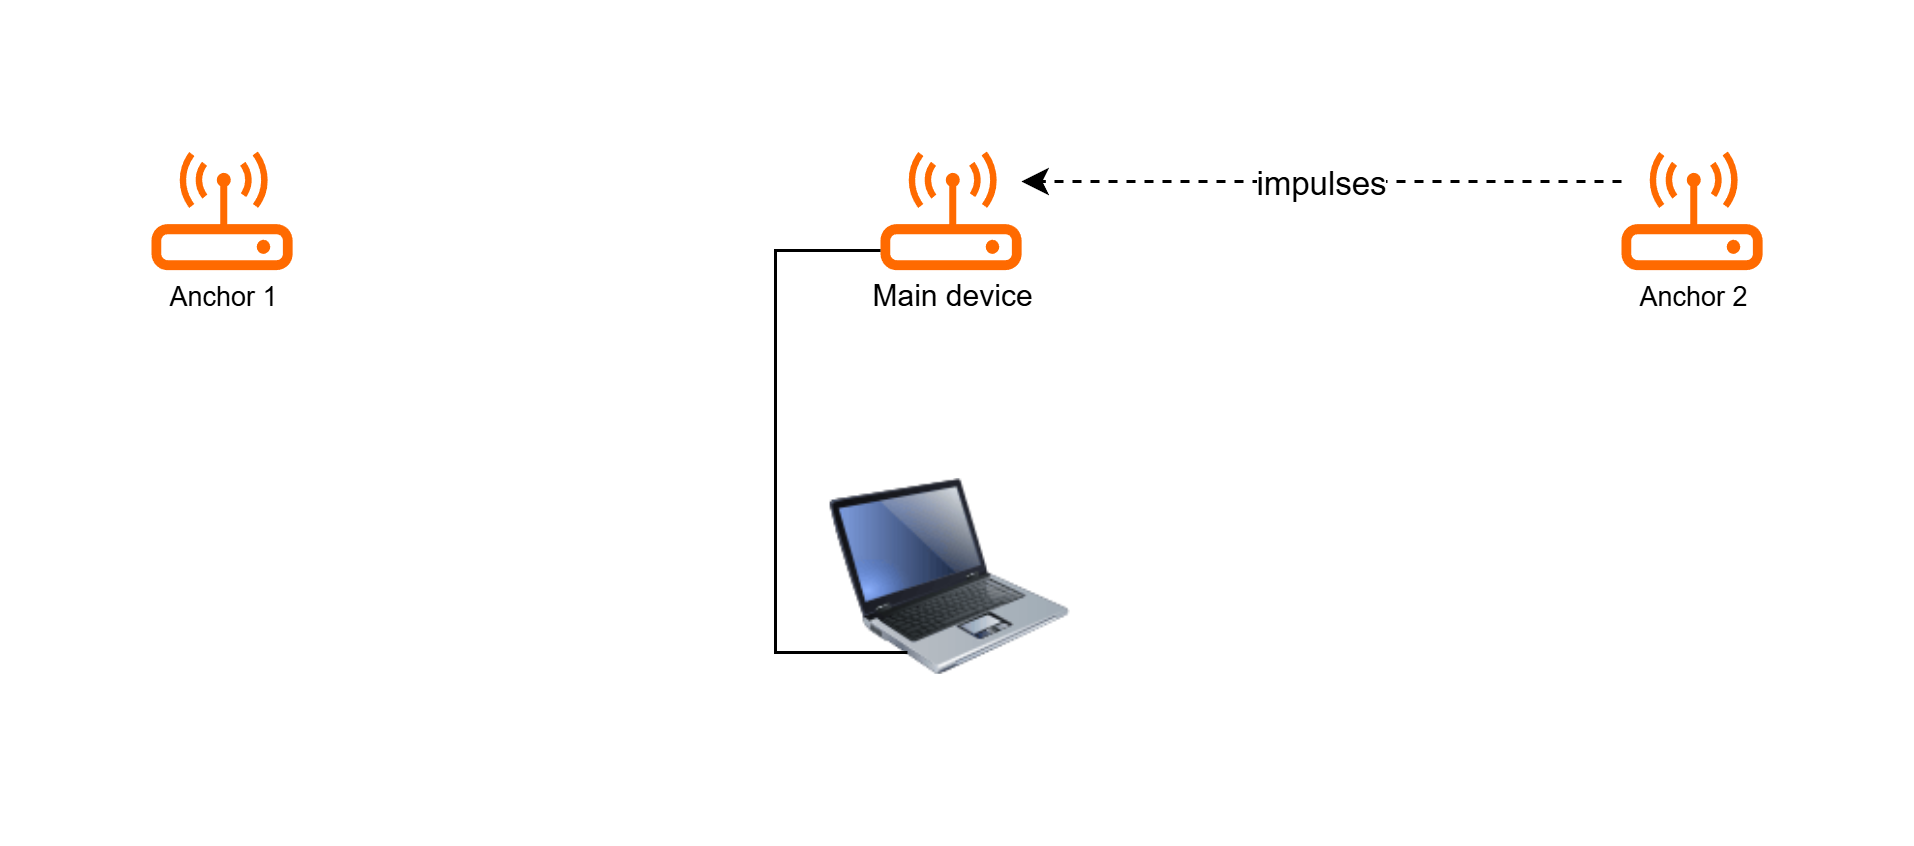 impulses
Anchor 1
Main device
Anchor 2